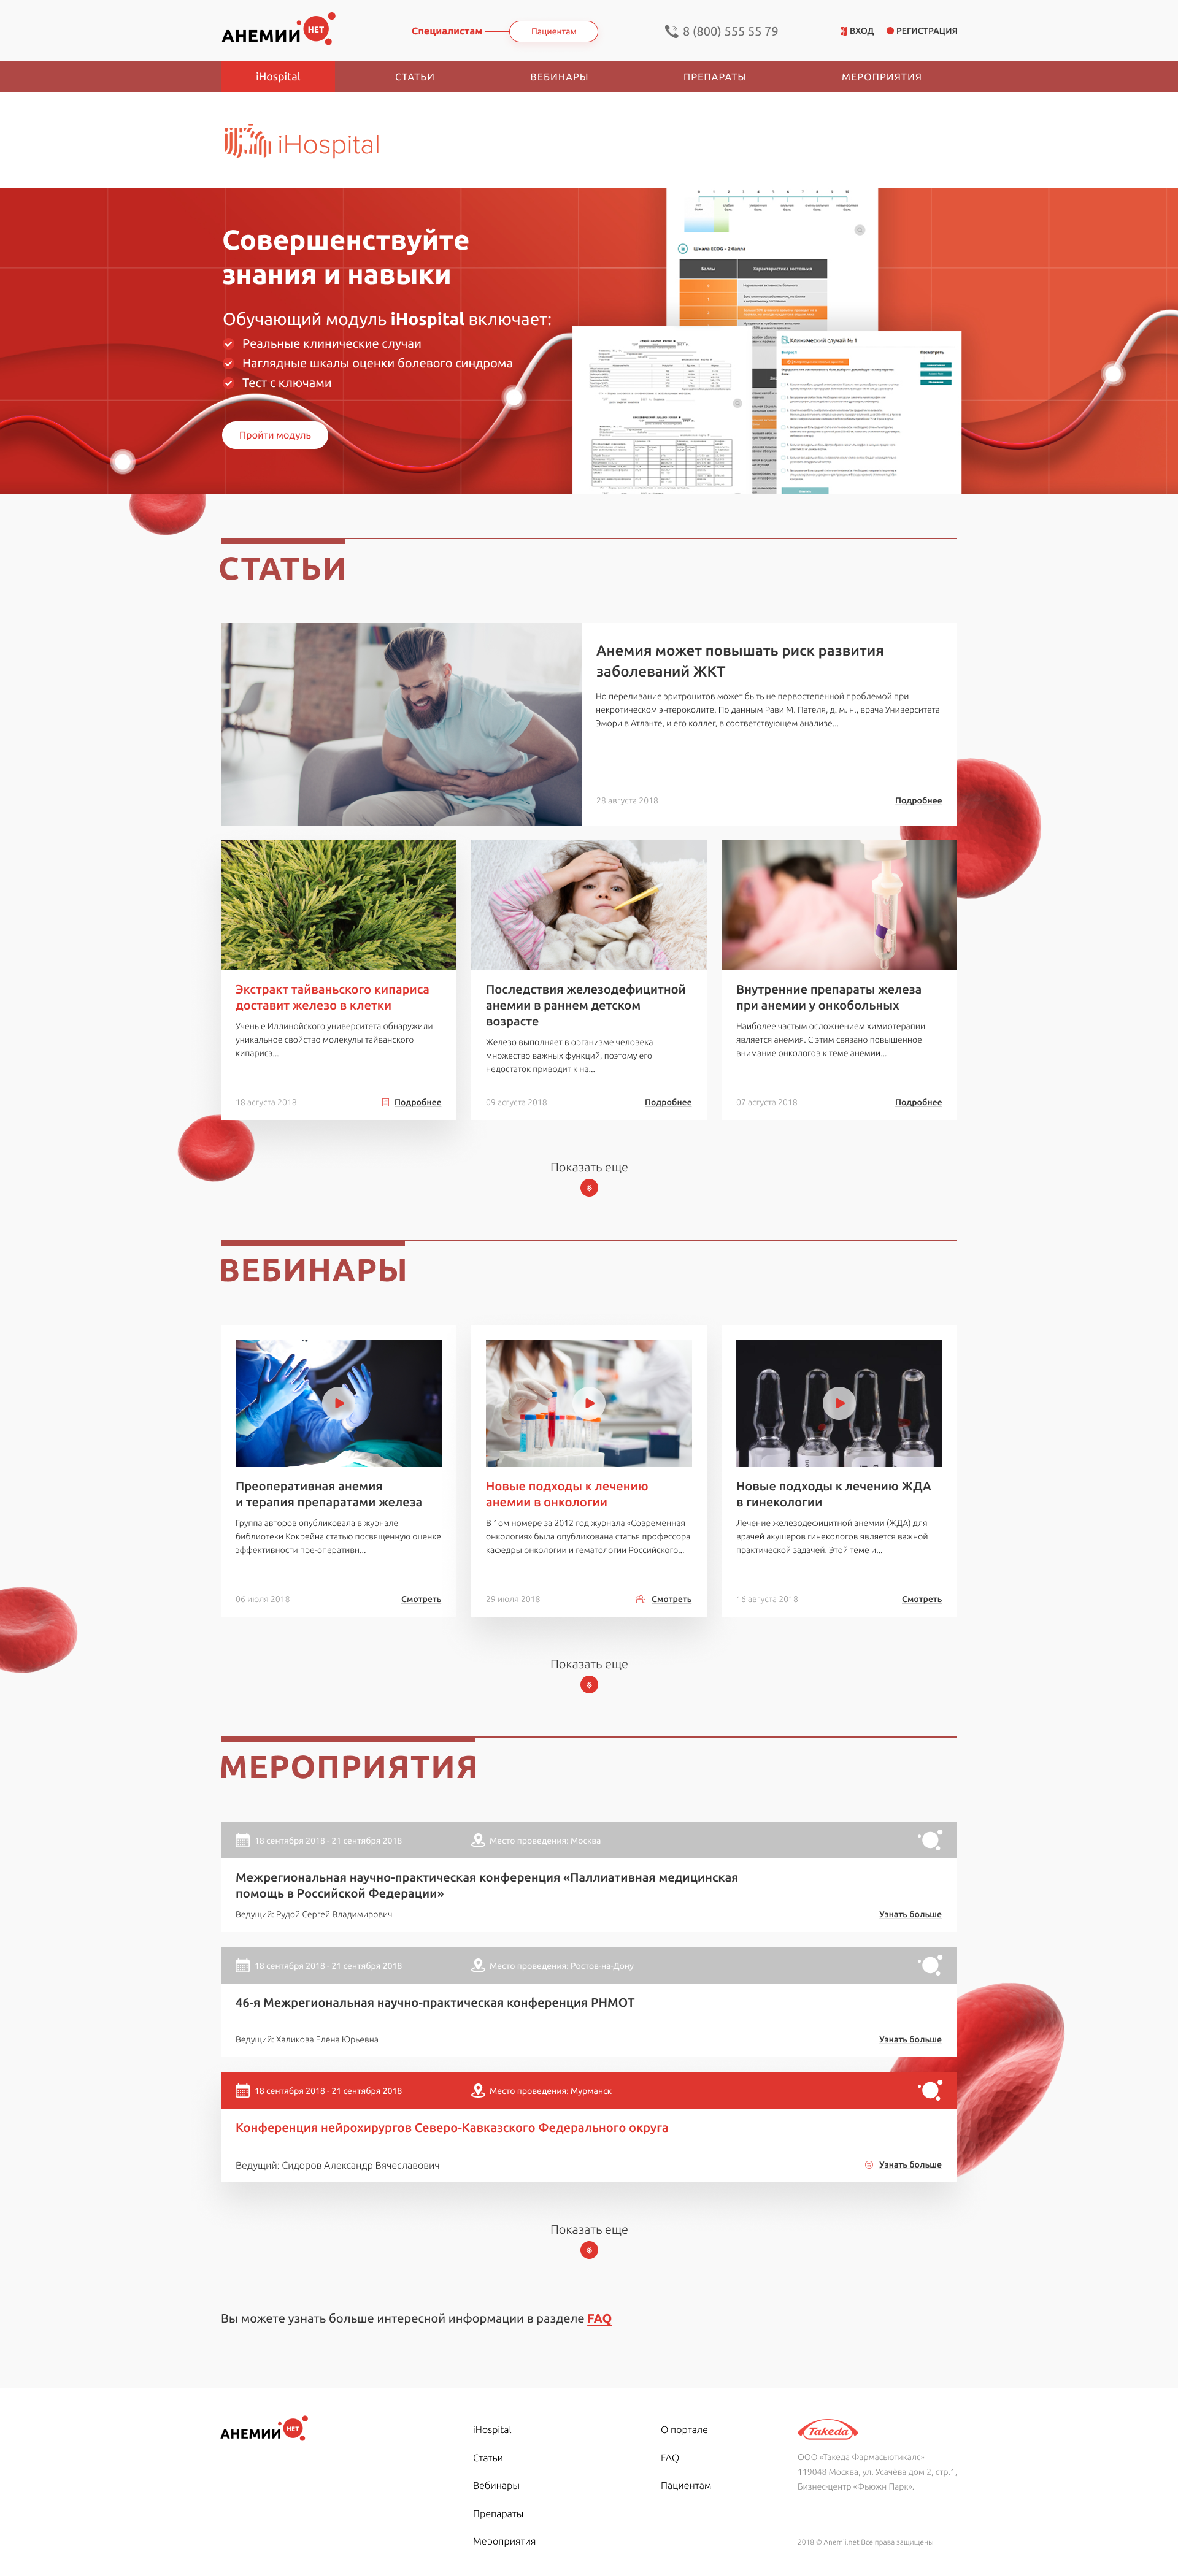 АНЕМИИ НЕТ
Специалистам
Пациентам
8 (800) 555 55 79
ВХОД | РЕГИСТРАЦИЯ
iHospital
СТАТЬИ
ВЕБИНАРЫ
ПРЕПАРАТЫ
МЕРОПРИЯТИЯ
iHospital
Совершенствуйте
знания и навыки
Обучающий модуль iHospital включает:
Реальные клинические случаи
Наглядные шкалы оценки болевого синдрома
Тест с ключами
Пройти модуль
Шкала ECOG – 2 балла
Баллы
Характеристика состояния
Клинический случай № 1
СТАТЬИ
Анемия может повышать риск развития
заболеваний ЖКТ
Но переливание эритроцитов может быть не первостепенной проблемой при
некротическом энтероколите. По данным Рави М. Пателя, д. м. н., врача Университета
Эмори в Атланте, и его коллег, в соответствующем анализе...
28 августа 2018
Подробнее
Экстракт тайваньского кипариса
доставит железо в клетки
Ученые Иллинойского университета обнаружили
уникальное свойство молекулы тайванского
кипариса...
18 асгуста 2018
Подробнее
Последствия железодефицитной
анемии в раннем детском
возрасте
Железо выполняет в организме человека
множество важных функций, поэтому его
недостаток приводит к на...
09 асгуста 2018
Подробнее
Внутренние препараты железа
при анемии у онкобольных
Наиболее частым осложнением химиотерапии
является анемия. С этим связано повышенное
внимание онкологов к теме анемии...
07 асгуста 2018
Подробнее
Показать еще
ВЕБИНАРЫ
Преоперативная анемия
и терапия препаратами железа
Группа авторов опубликовала в журнале
библиотеки Кокрейна статью посвященную оценке
эффективности пре-оперативн...
06 июля 2018
Смотреть
Новые подходы к лечению
анемии в онкологии
В 1ом номере за 2012 год журнала «Современная
онкология» была опубликована статья профессора
кафедры онкологии и гематологии Российского...
29 июля 2018
Смотреть
Новые подходы к лечению ЖДА
в гинекологии
Лечение железодефицитной анемии (ЖДА) для
врачей акушеров гинекологов является важной
практической задачей. Этой теме и...
16 августа 2018
Смотреть
Показать еще
МЕРОПРИЯТИЯ
18 сентября 2018 - 21 сентября 2018
Место проведения: Москва
Межрегиональная научно-практическая конференция «Паллиативная медицинская
помощь в Российской Федерации»
Ведущий: Рудой Сергей Владимирович
Узнать больше
18 сентября 2018 - 21 сентября 2018
Место проведения: Ростов-на-Дону
46-я Межрегиональная научно-практическая конференция РНМОТ
Ведущий: Халикова Елена Юрьевна
Узнать больше
18 сентября 2018 - 21 сентября 2018
Место проведения: Мурманск
Конференция нейрохирургов Северо-Кавказского Федерального округа
Ведущий: Сидоров Александр Вячеславович
Узнать больше
Показать еще
Вы можете узнать больше интересной информации в разделе FAQ
АНЕМИИ НЕТ
iHospital
Статьи
Вебинары
Препараты
Мероприятия
О портале
FAQ
Пациентам
Takeda
ООО «Такеда Фармасьютикалс»
119048 Москва, ул. Усачёва дом 2, стр.1,
Бизнес-центр «Фьюжн Парк».
2018 © Anemii.net Все права защищены